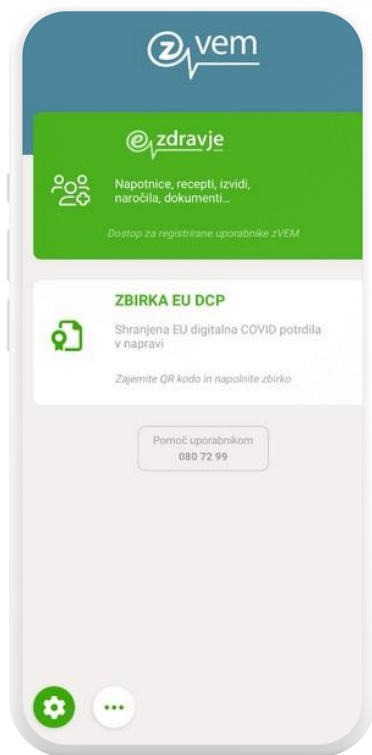 zvem
e zdravje
Napotnice, recepti, izvidi,
naročila, dokumenti...
Dostop za registrirane uporabnike zVEM
ZBIRKA EU DCP
Shranjena EU digitalna COVID potrdila
v napravi
Zajemite QR kodo in napolnite zbirko
Pomoč uporabnikom
080 72 99